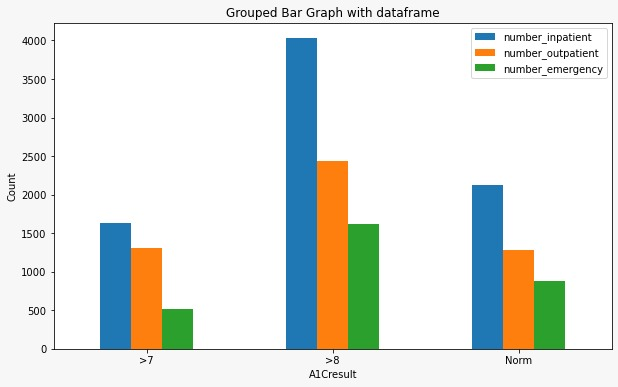 Grouped Bar Graph with dataframe
number_inpatient
number_outpatient
number_emergency
4000
3500
3000
2500
2000
1500
1000
500
0
Count
>7
>8
Norm
A1Cresult